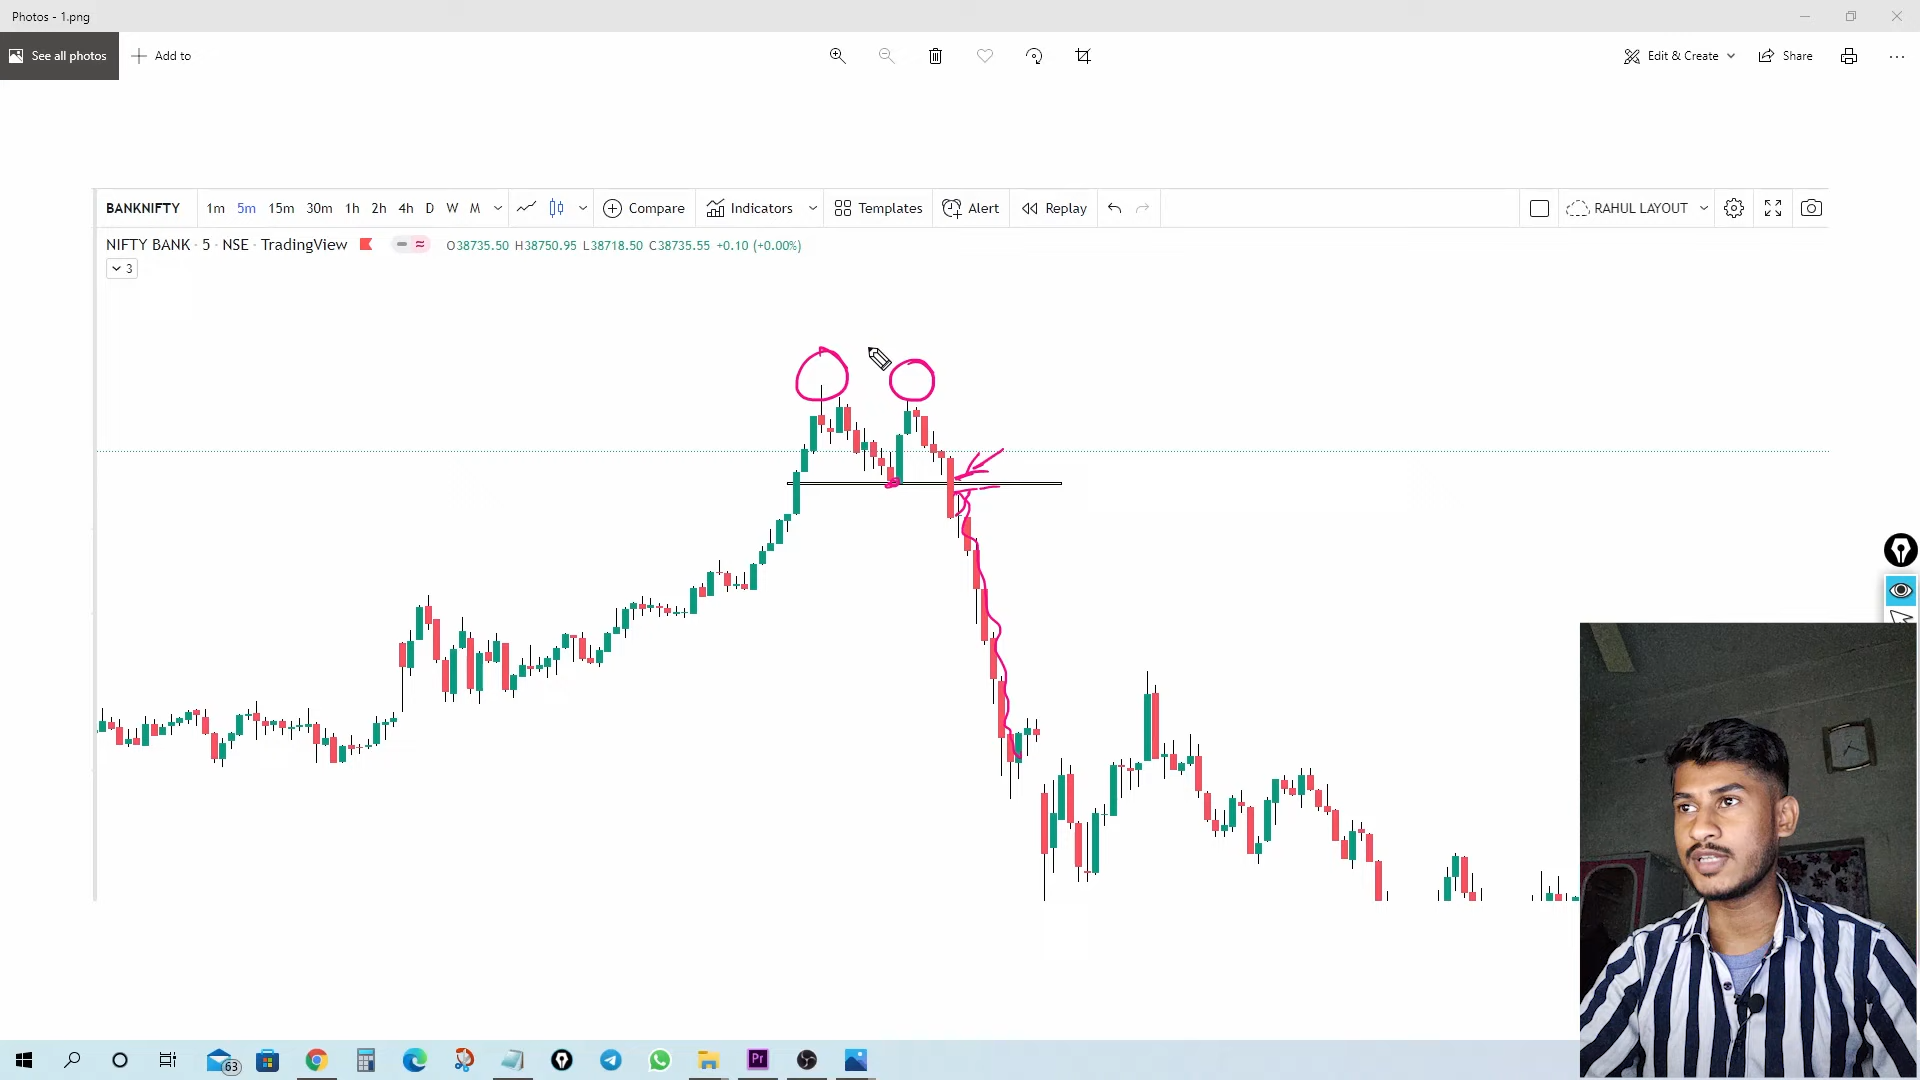 Photos - 1.png
See all photos
Add to
Edit & Create
Share
BANKNIFTY 1m 5m 15m 30m 1h 2h 4h D W M Compare Indicators Templates Alert Replay RAHUL LAYOUT
NIFTY BANK · 5 · NSE · TradingView O38735.50 H38750.95 L38718.50 C38735.55 +0.10 (+0.00%)
3
63
Pr